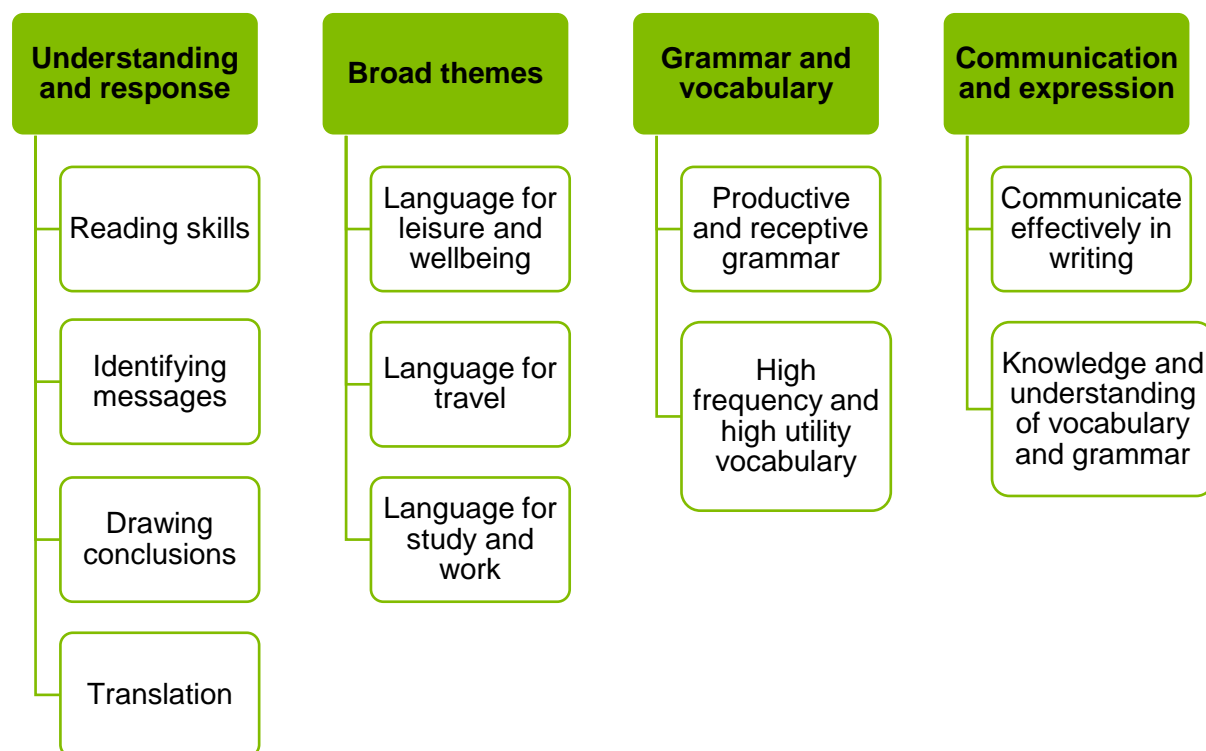 Understanding
and response
Reading skills
Identifying
messages
Drawing
conclusions
Translation
Broad themes
Language for
leisure and
wellbeing
Language for
travel
Language for
study and
work
Grammar and
vocabulary
Productive
and receptive
grammar
High
frequency and
high utility
vocabulary
Communication
and expression
Communicate
effectively in
writing
Knowledge and
understanding
of vocabulary
and grammar